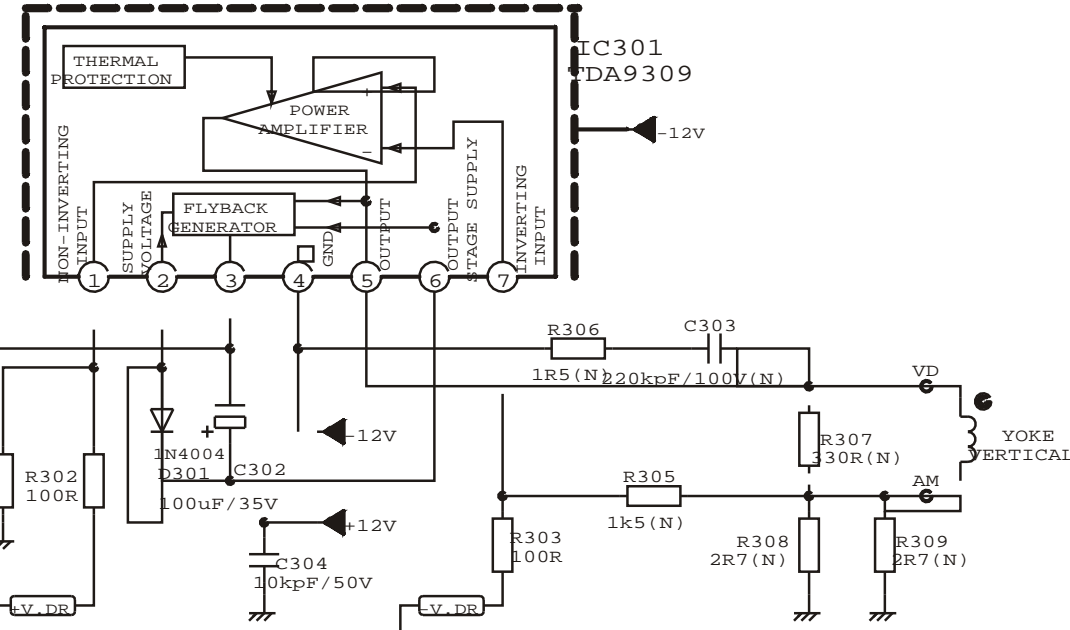 IC301
TDA9309
THERMAL
PROTECTION
+
POWER
AMPLIFIER
−
-12V
NON-INVERTING
INPUT
SUPPLY
VOLTAGE
FLYBACK
GENERATOR
GND
OUTPUT
OUTPUT
STAGE SUPPLY
INVERTING
INPUT
1 2 3 4 5 6 7
R306
1R5(N)
C303
220kpF/100V(N)
VD
YOKE
VERTICAL
-12V
+
1N4004
D301
C302
100uF/35V
R302
100R
R307
330R(N)
R305
1k5(N)
AM
+12V
C304
10kpF/50V
R303
100R
R308
2R7(N)
R309
2R7(N)
+V.DR
-V.DR